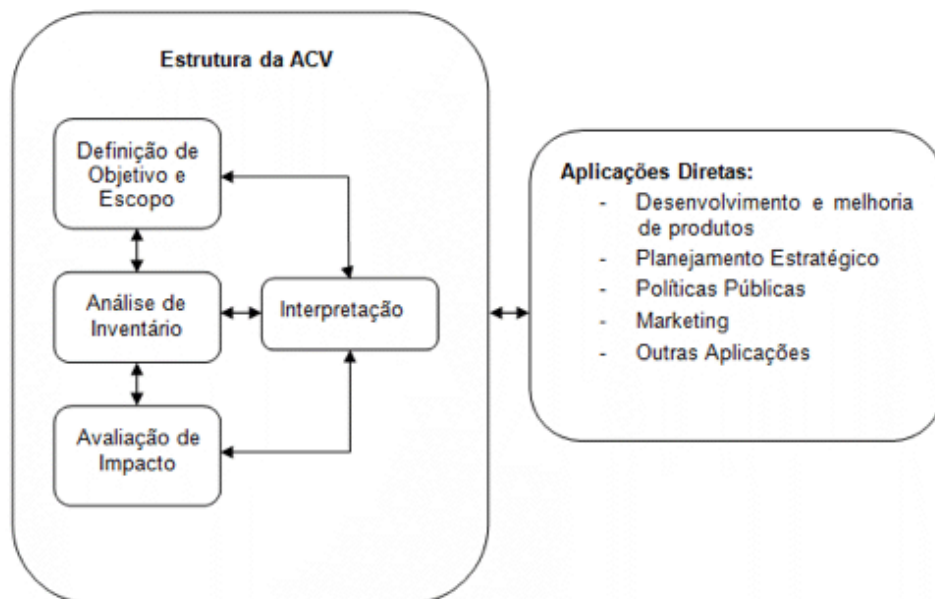 Estrutura da ACV
Definição de
Objetivo e
Escopo
Análise de
Inventário
Interpretação
Avaliação de
Impacto
Aplicações Diretas:
- Desenvolvimento e melhoria
de produtos
- Planejamento Estratégico
- Políticas Públicas
- Marketing
- Outras Aplicações